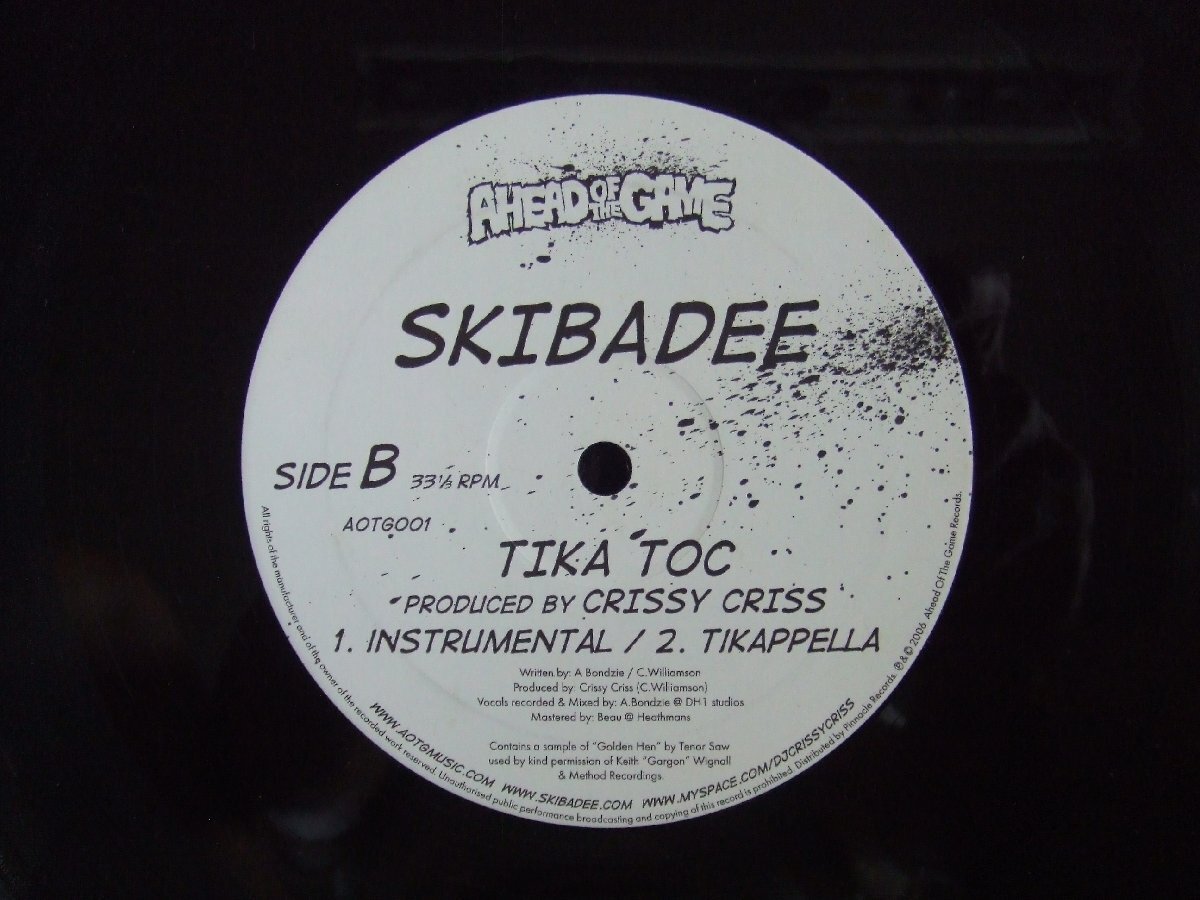 AHEAD OF THE GAME
SKIBADEE
SIDE B 33⅓ RPM
AOTG001
TIKA TOC
PRODUCED BY CRISSY CRISS
1. INSTRUMENTAL / 2. TIKAPPELLA
Written by: A Bondzie / C.Williamson
Produced by: Crissy Criss (C.Williamson)
Vocals recorded & Mixed by: A.Bondzie @ DH1 studios
Mastered by: Beau @ Heathmans
Contains a sample of "Golden Hen" by Tenor Saw
used by kind permission of Keith "Gargon" Wignall
& Method Recordings.
WWW.AOTGMUSIC.COM WWW.SKIBADEE.COM WWW.MYSPACE.COM/DJCRISSYCRISS
All rights of the manufacturer and of the owner of the recorded work reserved. Unauthorised public performance broadcasting and copying of this record is prohibited. Distributed by Pinnacle Records. ℗&© 2006 Ahead Of The Game Records.